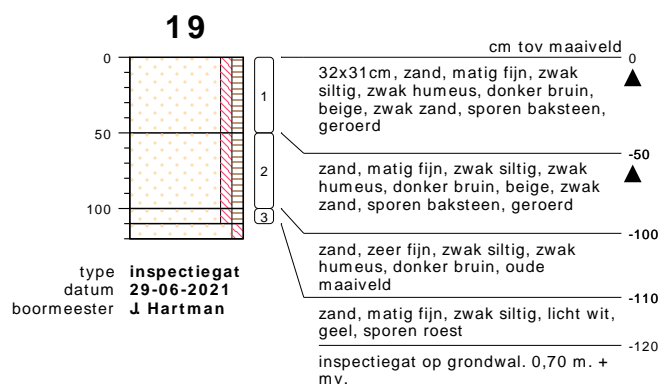 19
cm tov maaiveld
0
0
32x31cm, zand, matig fijn, zwak
siltig, zwak humeus, donker bruin,
beige, zwak zand, sporen baksteen,
geroerd
1
50
-50
zand, matig fijn, zwak siltig, zwak
humeus, donker bruin, beige, zwak
zand, sporen baksteen, geroerd
2
100
-100
3
zand, zeer fijn, zwak siltig, zwak
humeus, donker bruin, oude
maaiveld
-110
zand, matig fijn, zwak siltig, licht wit,
geel, sporen roest
-120
inspectiegat op grondwal. 0,70 m. +
mv.
type inspectiegat
datum 29-06-2021
boormeester J. Hartman